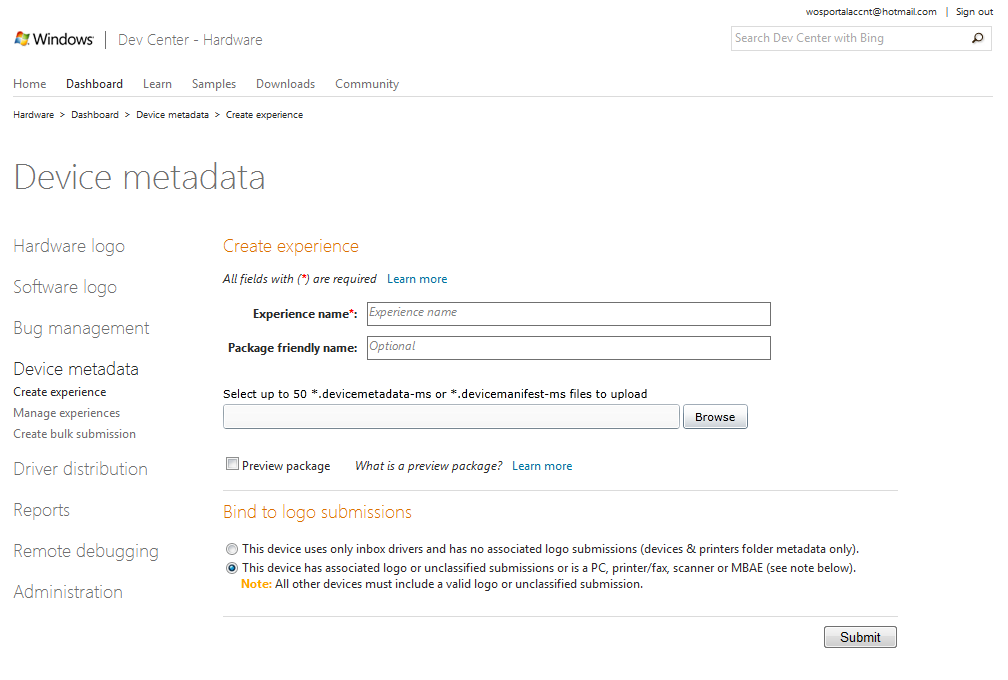 wosportalaccnt@hotmail.com | Sign out
Windows | Dev Center - Hardware
Search Dev Center with Bing
Home Dashboard Learn Samples Downloads Community
Hardware > Dashboard > Device metadata > Create experience
Device metadata
Hardware logo
Software logo
Bug management
Device metadata
Create experience
Manage experiences
Create bulk submission
Driver distribution
Reports
Remote debugging
Administration
Create experience
All fields with (*) are required Learn more
Experience name*: Experience name
Package friendly name: Optional
Select up to 50 *.devicemetadata-ms or *.devicemanifest-ms files to upload
Browse
Preview package What is a preview package? Learn more
Bind to logo submissions
This device uses only inbox drivers and has no associated logo submissions (devices & printers folder metadata only).
This device has associated logo or unclassified submissions or is a PC, printer/fax, scanner or MBAE (see note below).
Note: All other devices must include a valid logo or unclassified submission.
Submit